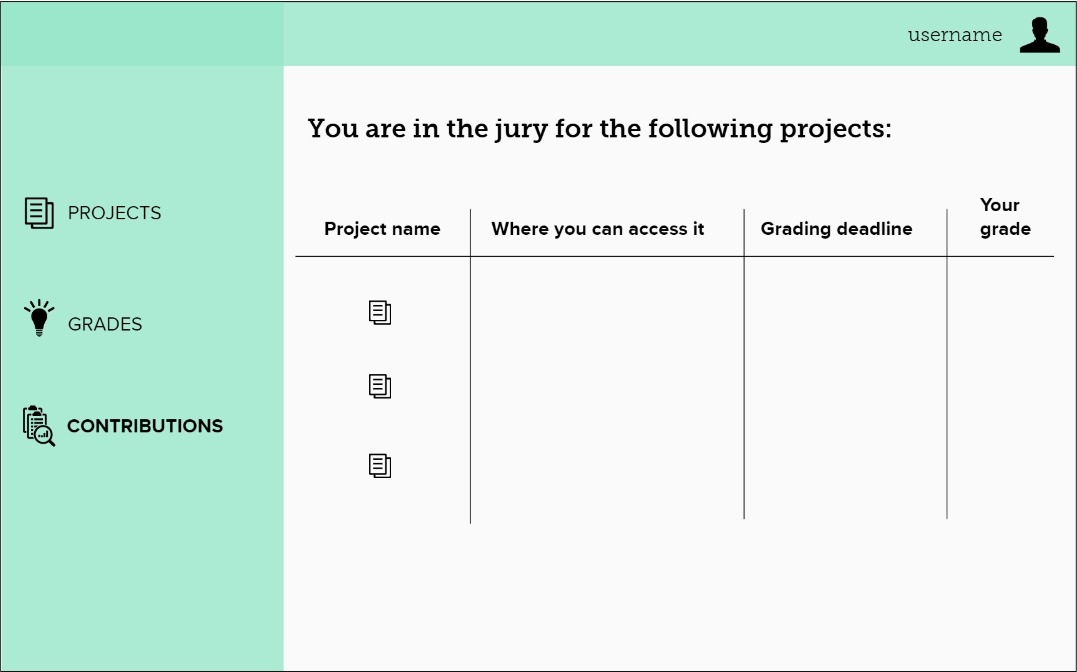 username
You are in the jury for the following projects:
PROJECTS
GRADES
CONTRIBUTIONS
Project name
Where you can access it
Grading deadline
Your
grade